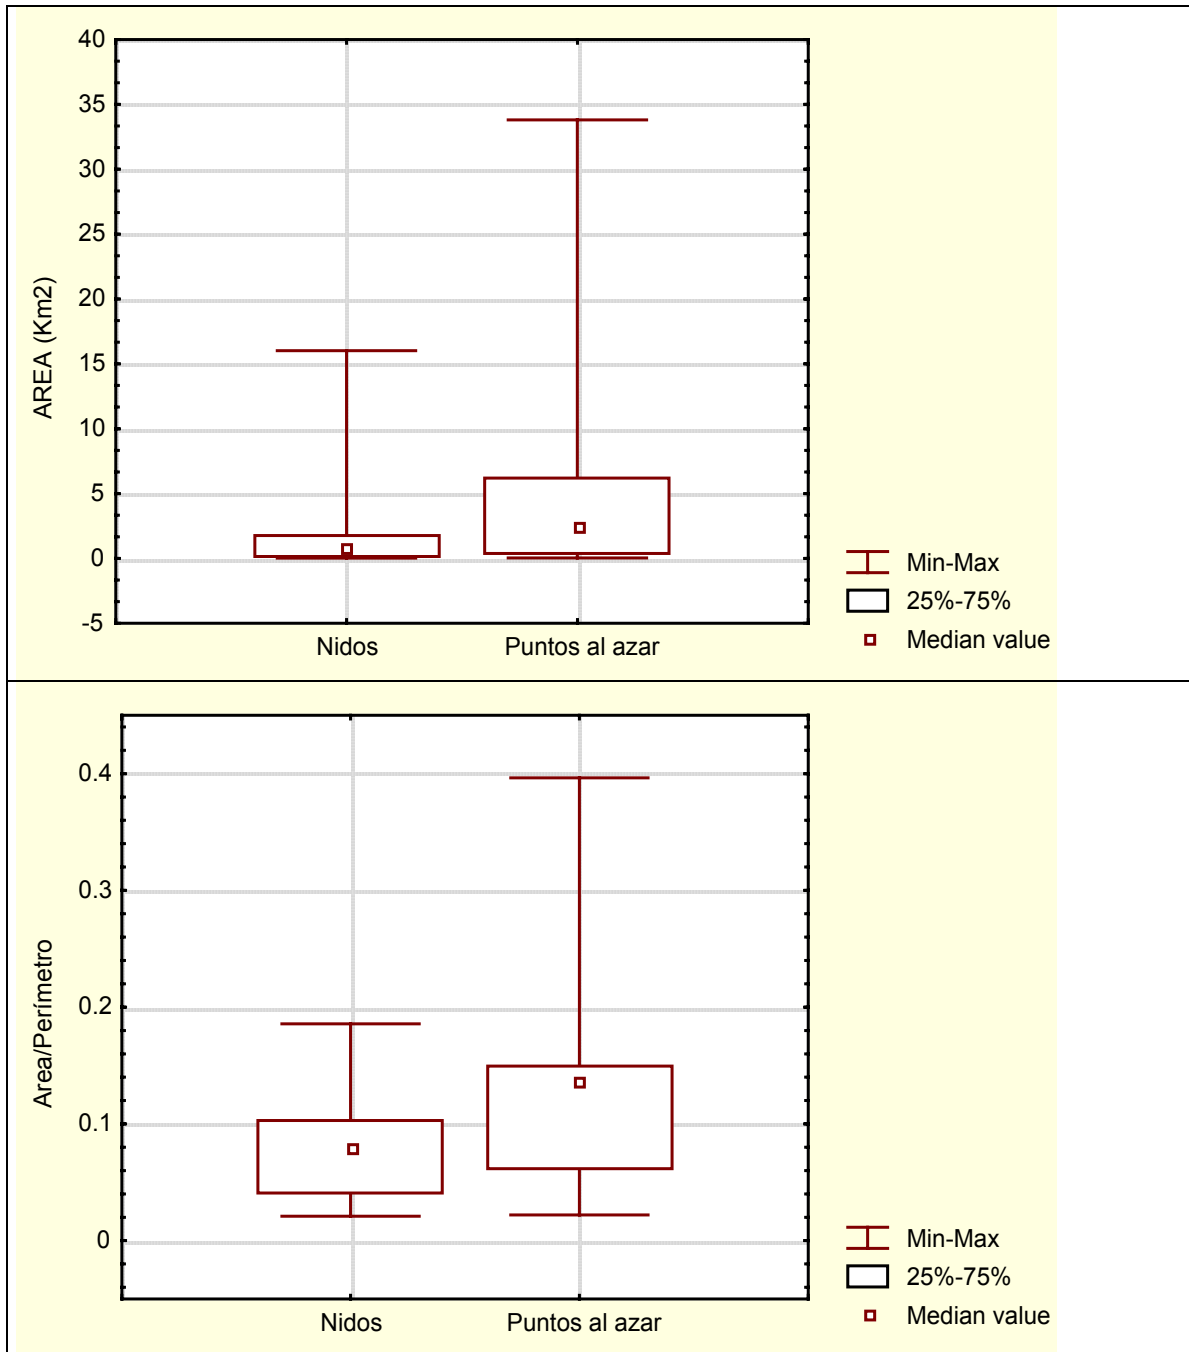 40
35
30
25
20
15
10
5
0
-5
AREA (Km2)
Nidos
Puntos al azar
Min-Max
25%-75%
Median value
0.4
0.3
0.2
0.1
0
Area/Perímetro
Nidos
Puntos al azar
Min-Max
25%-75%
Median value